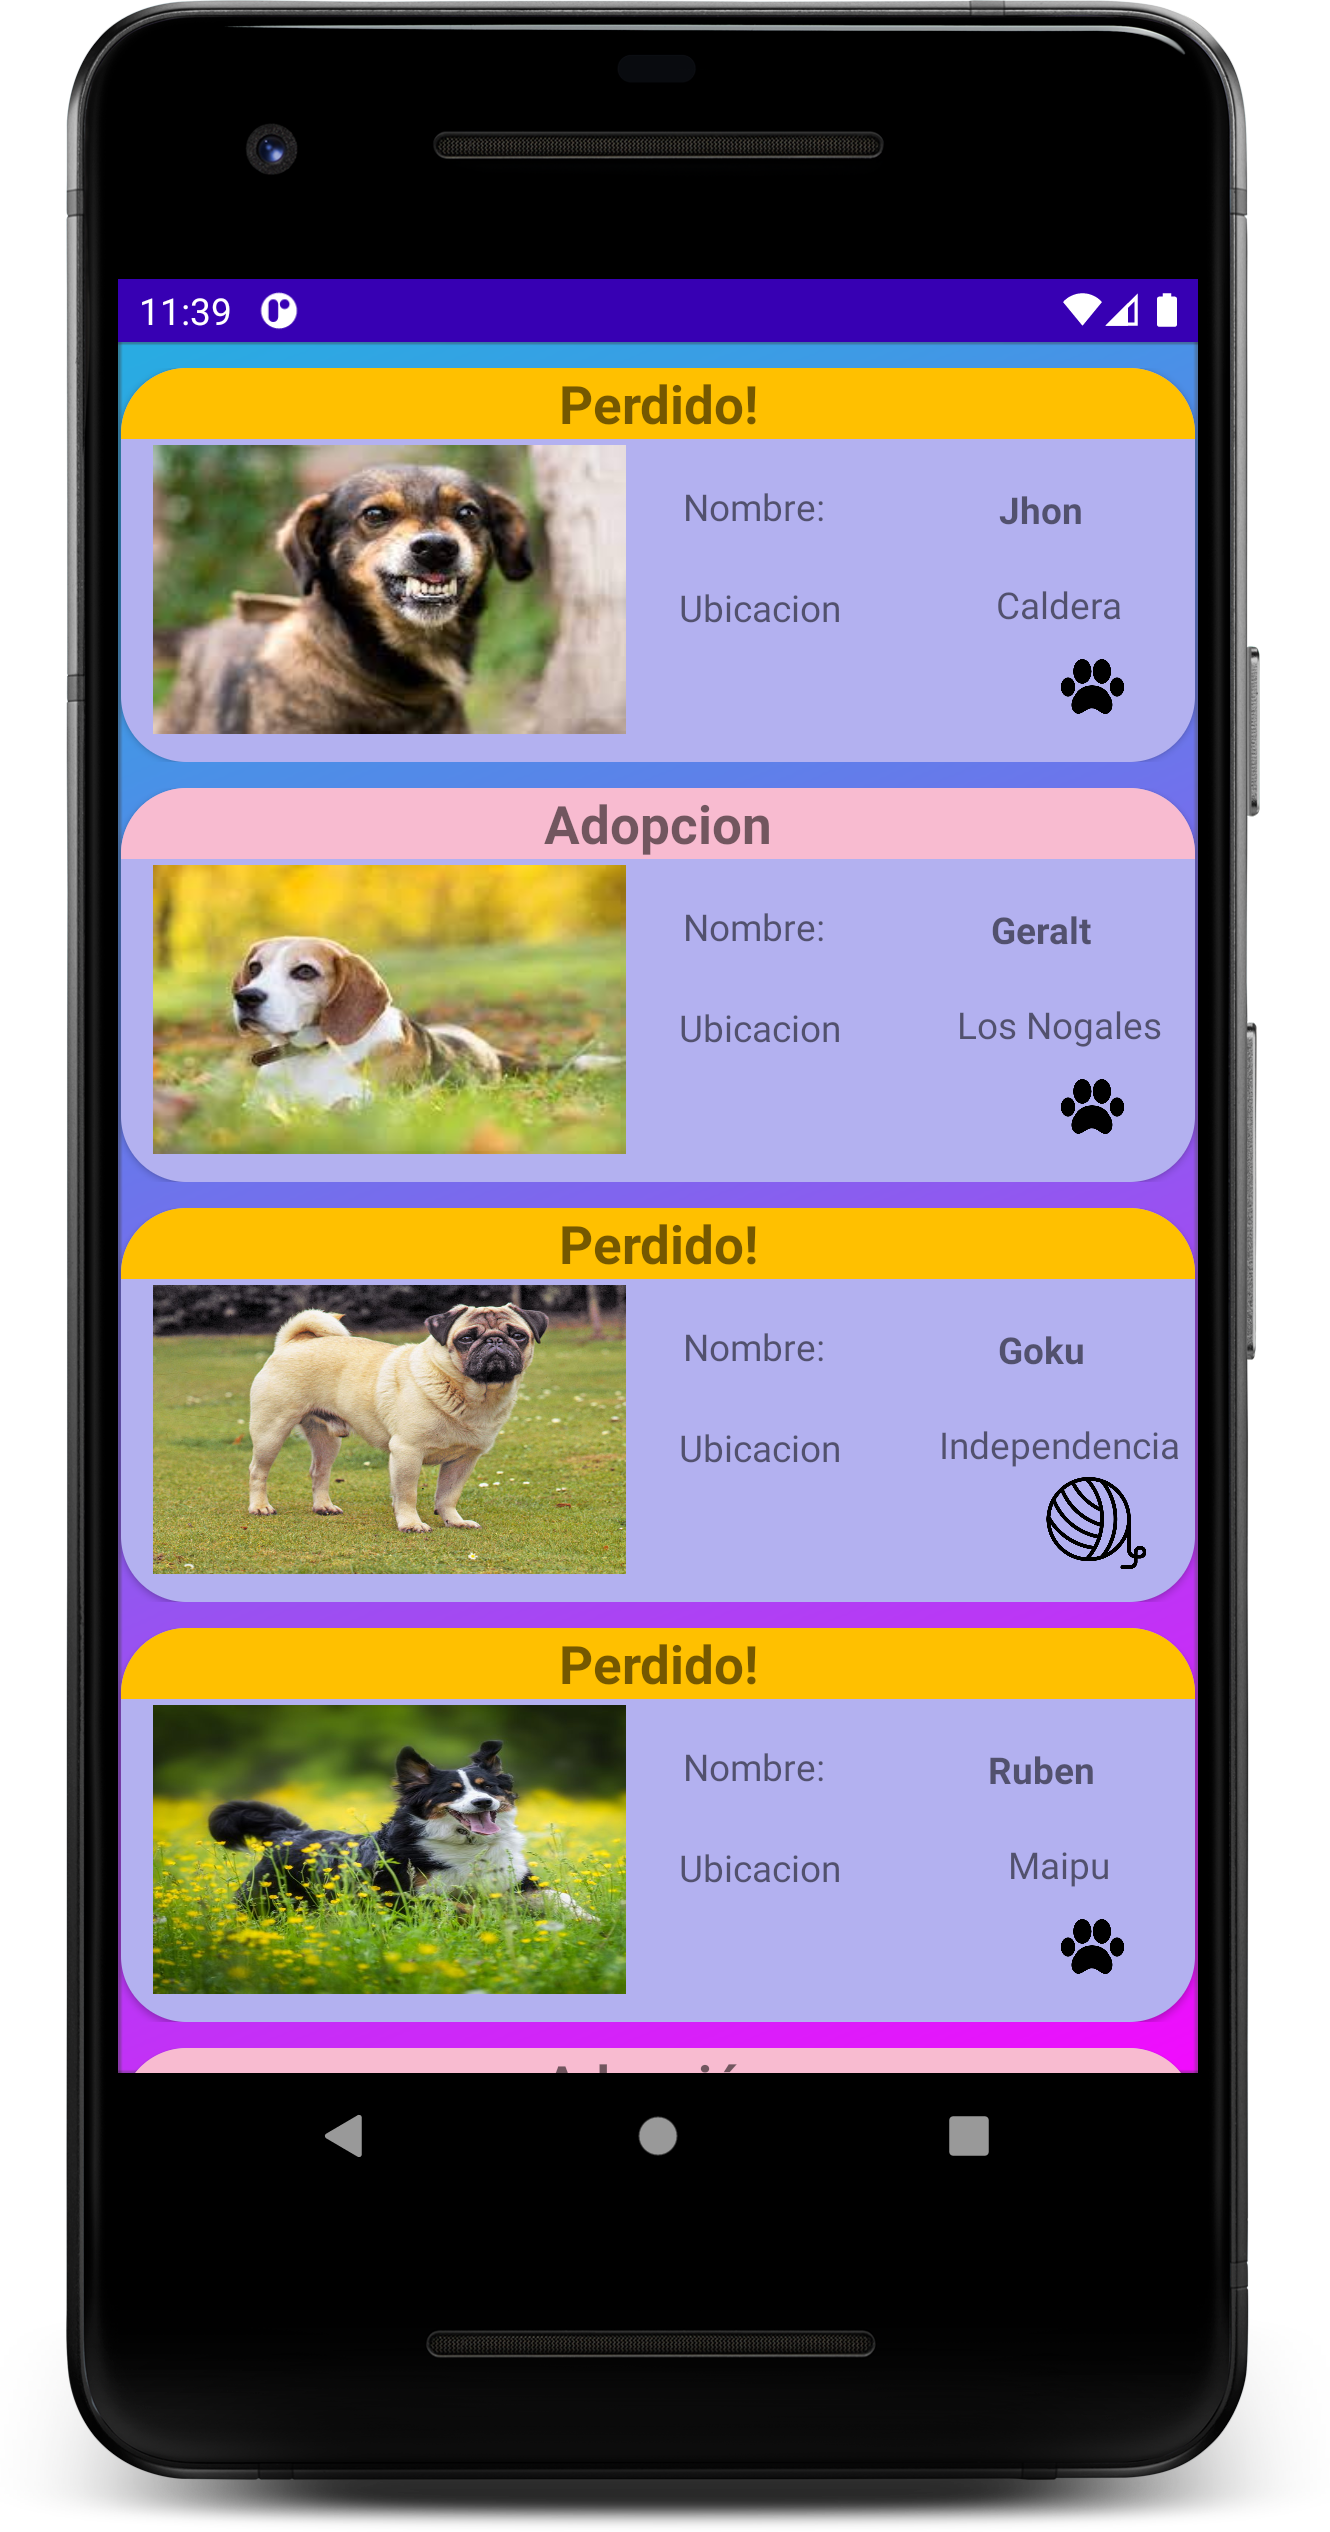 11:39
Perdido!
Nombre: Jhon
Ubicacion Caldera
Adopcion
Nombre: Geralt
Ubicacion Los Nogales
Perdido!
Nombre: Goku
Ubicacion Independencia
Perdido!
Nombre: Ruben
Ubicacion Maipu